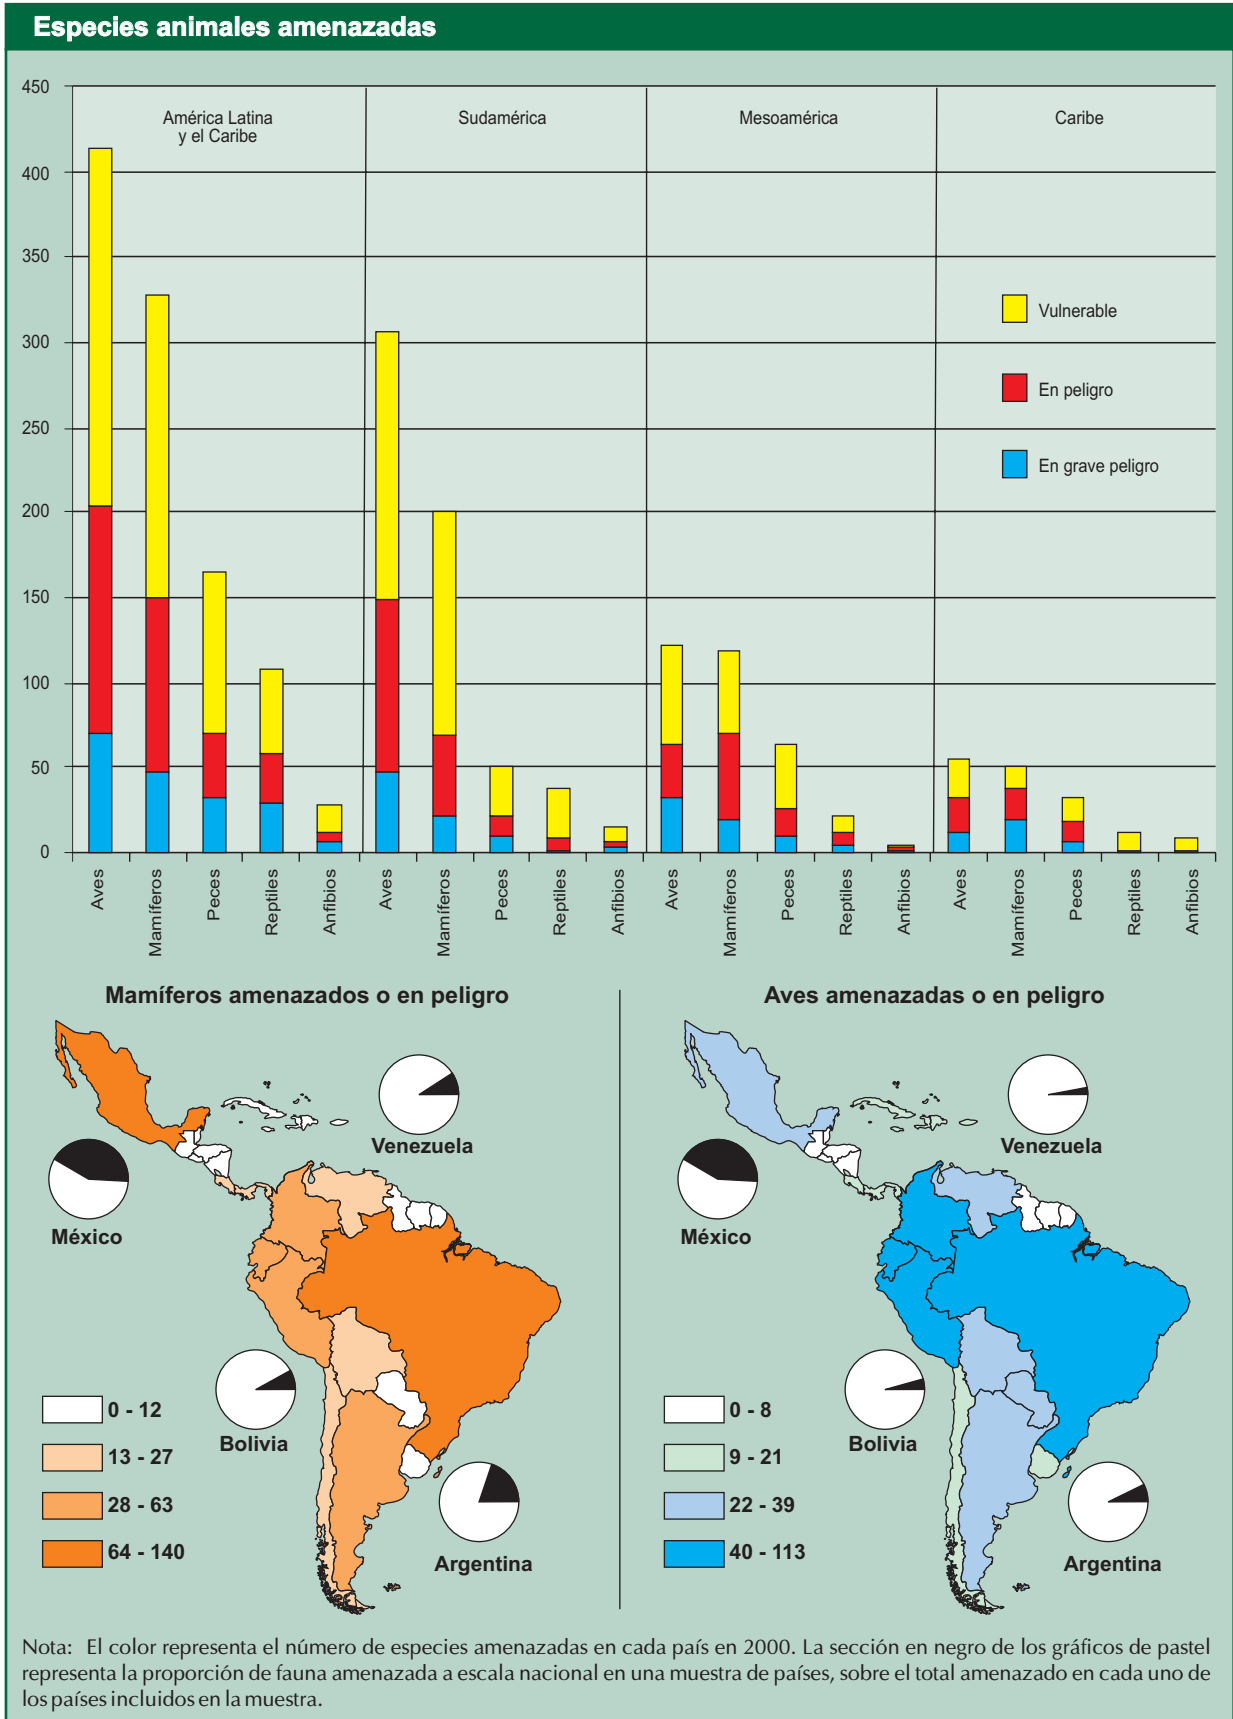 Especies animales amenazadas
450
400
350
300
250
200
150
100
50
0
América Latina
y el Caribe
Sudamérica
Mesoamérica
Caribe
Vulnerable
En peligro
En grave peligro
Aves
Mamíferos
Peces
Reptiles
Anfibios
Aves
Mamíferos
Peces
Reptiles
Anfibios
Aves
Mamíferos
Peces
Reptiles
Anfibios
Aves
Mamíferos
Peces
Reptiles
Anfibios
Mamíferos amenazados o en peligro
Venezuela
México
Bolivia
Argentina
0 - 12
13 - 27
28 - 63
64 - 140
Aves amenazadas o en peligro
Venezuela
México
Bolivia
Argentina
0 - 8
9 - 21
22 - 39
40 - 113
Nota: El color representa el número de especies amenazadas en cada país en 2000. La sección en negro de los gráficos de pastel
representa la proporción de fauna amenazada a escala nacional en una muestra de países, sobre el total amenazado en cada uno de
los países incluidos en la muestra.